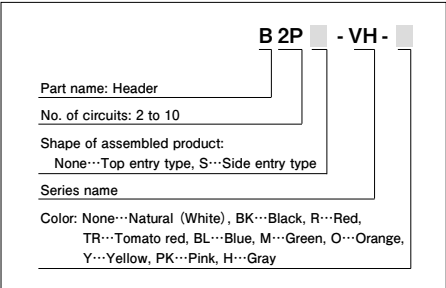 B 2P - VH -
Part name: Header
No. of circuits: 2 to 10
Shape of assembled product:
None···Top entry type, S···Side entry type
Series name
Color: None···Natural (White), BK···Black, R···Red,
TR···Tomato red, BL···Blue, M···Green, O···Orange,
Y···Yellow, PK···Pink, H···Gray